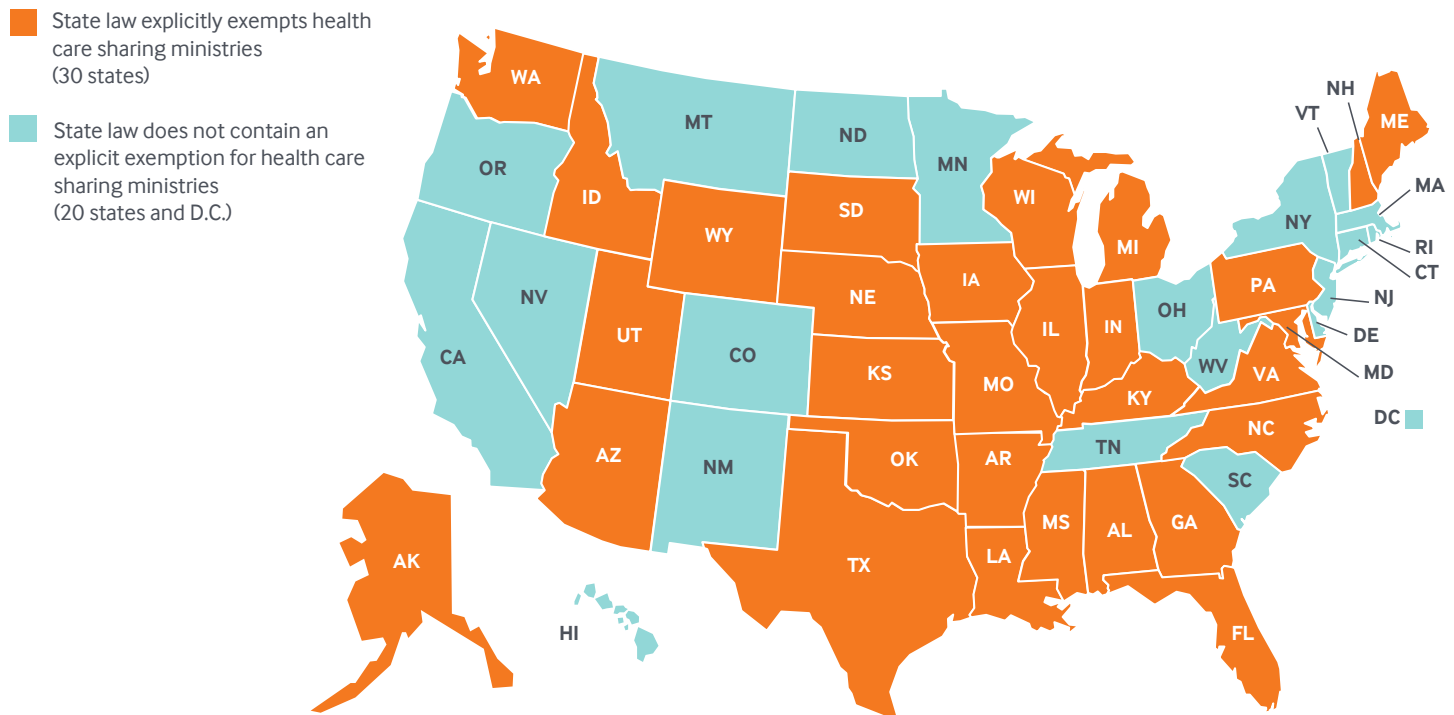 State law explicitly exempts health
care sharing ministries
(30 states)
State law does not contain an
explicit exemption for health care
sharing ministries
(20 states and D.C.)
WA
MT
ND
MN
OR
ID
WY
SD
WI
MI
NH
VT
ME
MA
NY
RI
CT
NV
UT
CO
NE
IA
IL
IN
OH
PA
NJ
DE
MD
CA
KS
MO
KY
WV
VA
DC
AZ
NM
OK
AR
TN
NC
SC
MS
AL
GA
TX
LA
FL
AK
HI